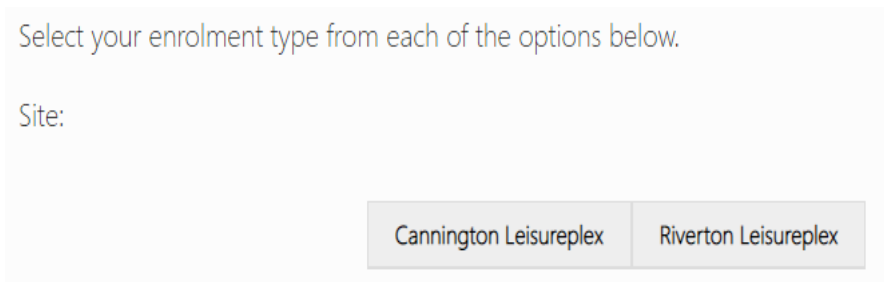 Select your enrolment type from each of the options below.
Site:
Cannington Leisureplex Riverton Leisureplex